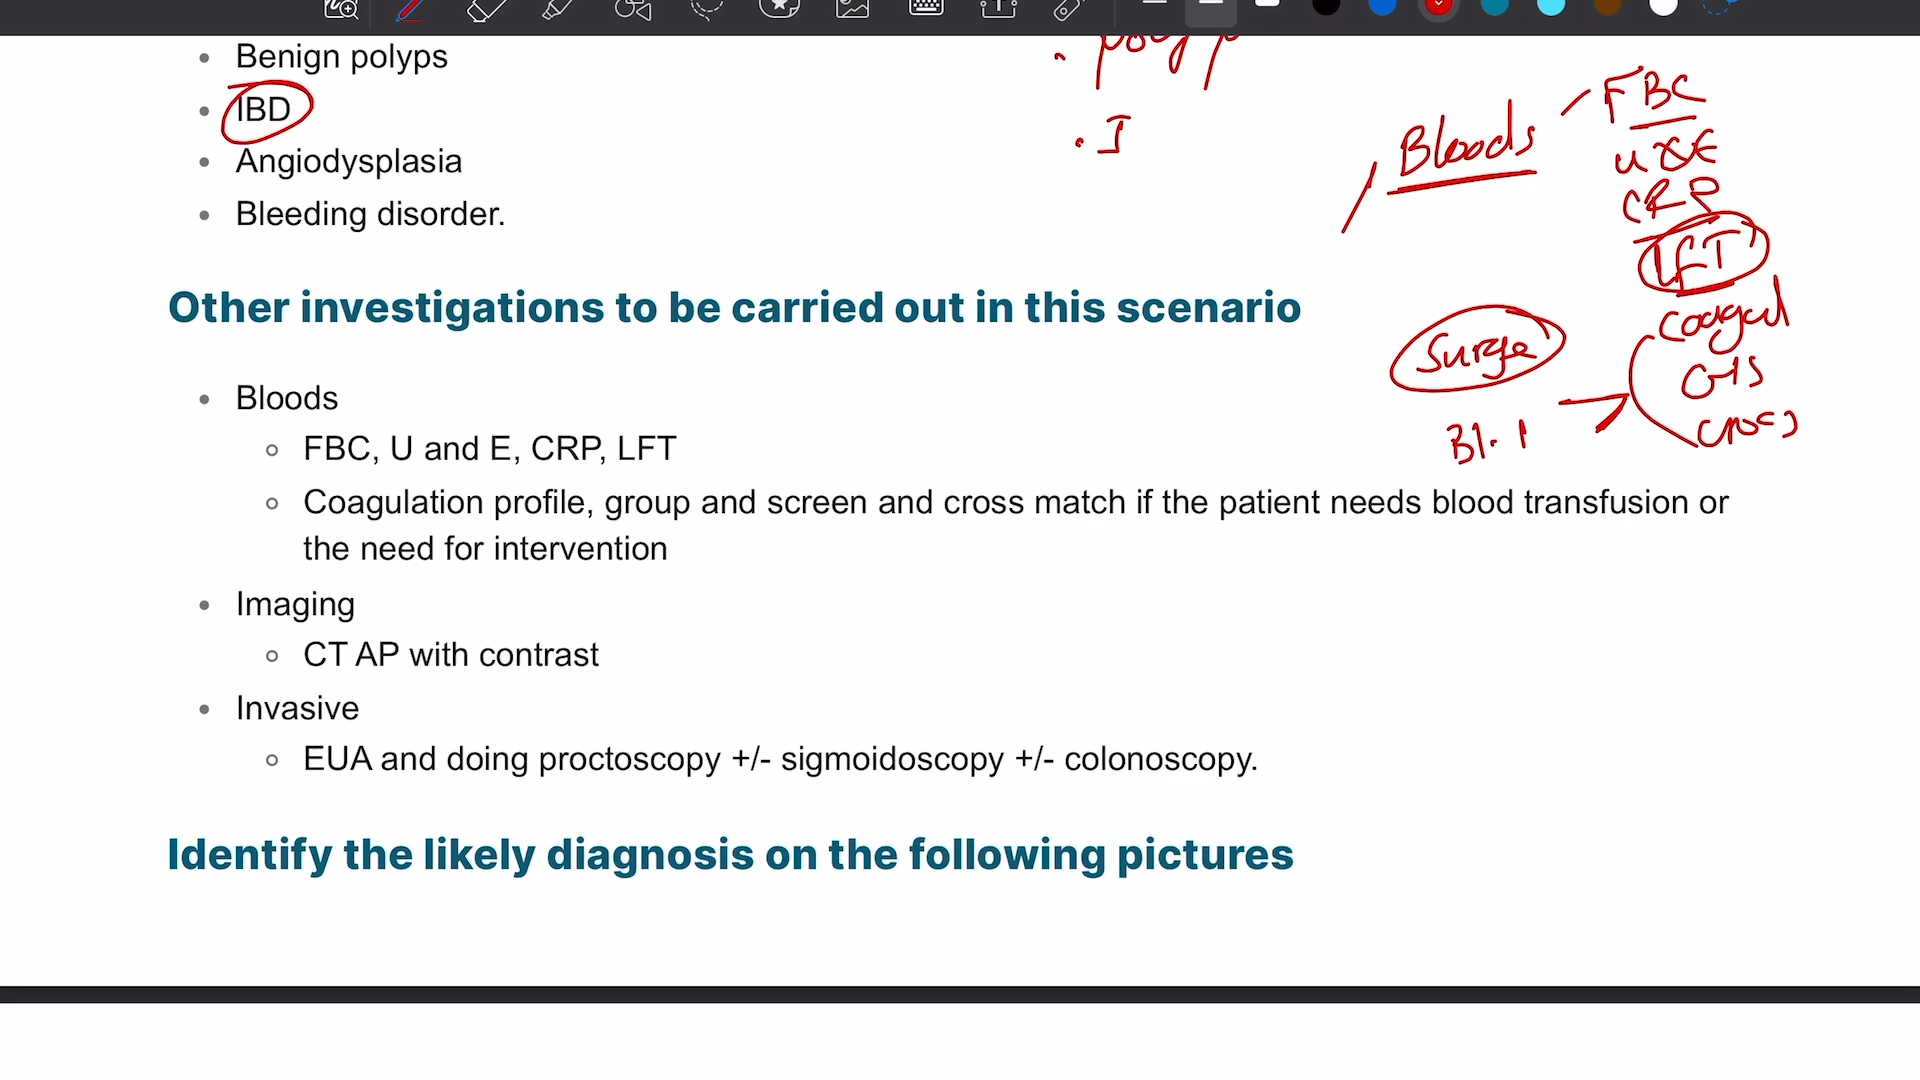 Benign polyps
IBD
Angiodysplasia
Bleeding disorder.
polyp
I
Bloods
FBC
U&E
CRP
LFT
Coagul
G&S
cross
Surge
Other investigations to be carried out in this scenario
Bloods
FBC, U and E, CRP, LFT
Coagulation profile, group and screen and cross match if the patient needs blood transfusion or
the need for intervention
Imaging
CT AP with contrast
Invasive
EUA and doing proctoscopy +/- sigmoidoscopy +/- colonoscopy.
Identify the likely diagnosis on the following pictures